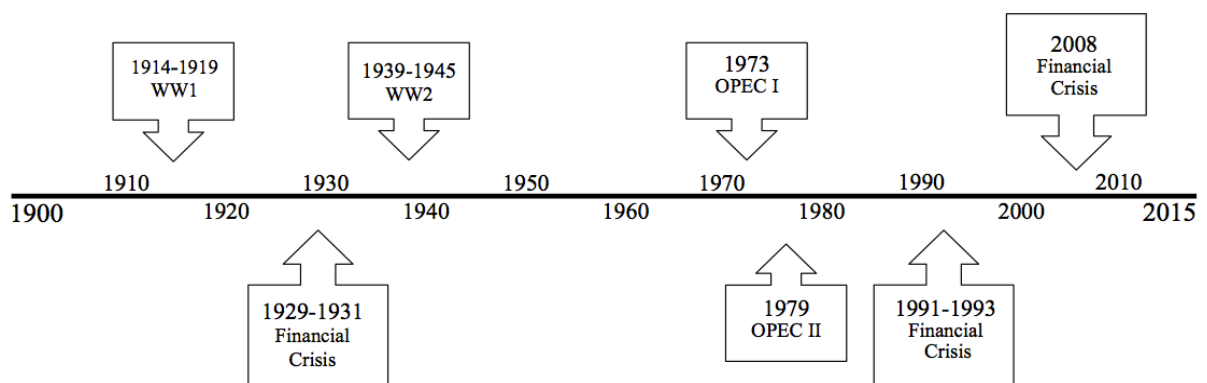 1914-1919
WW1
1939-1945
WW2
1973
OPEC I
2008
Financial
Crisis
1910
1930
1950
1970
1990
2010
1900
1920
1940
1960
1980
2000
2015
1929-1931
Financial
Crisis
1979
OPEC II
1991-1993
Financial
Crisis